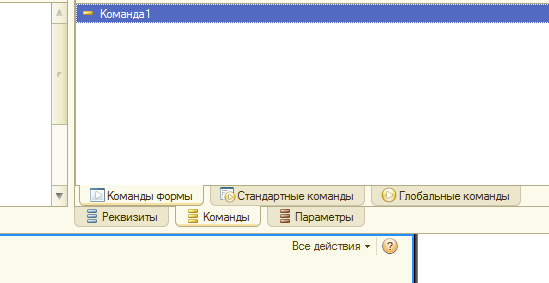 Команда1
Команды формы Стандартные команды Глобальные команды
Реквизиты Команды Параметры
Все действия ?